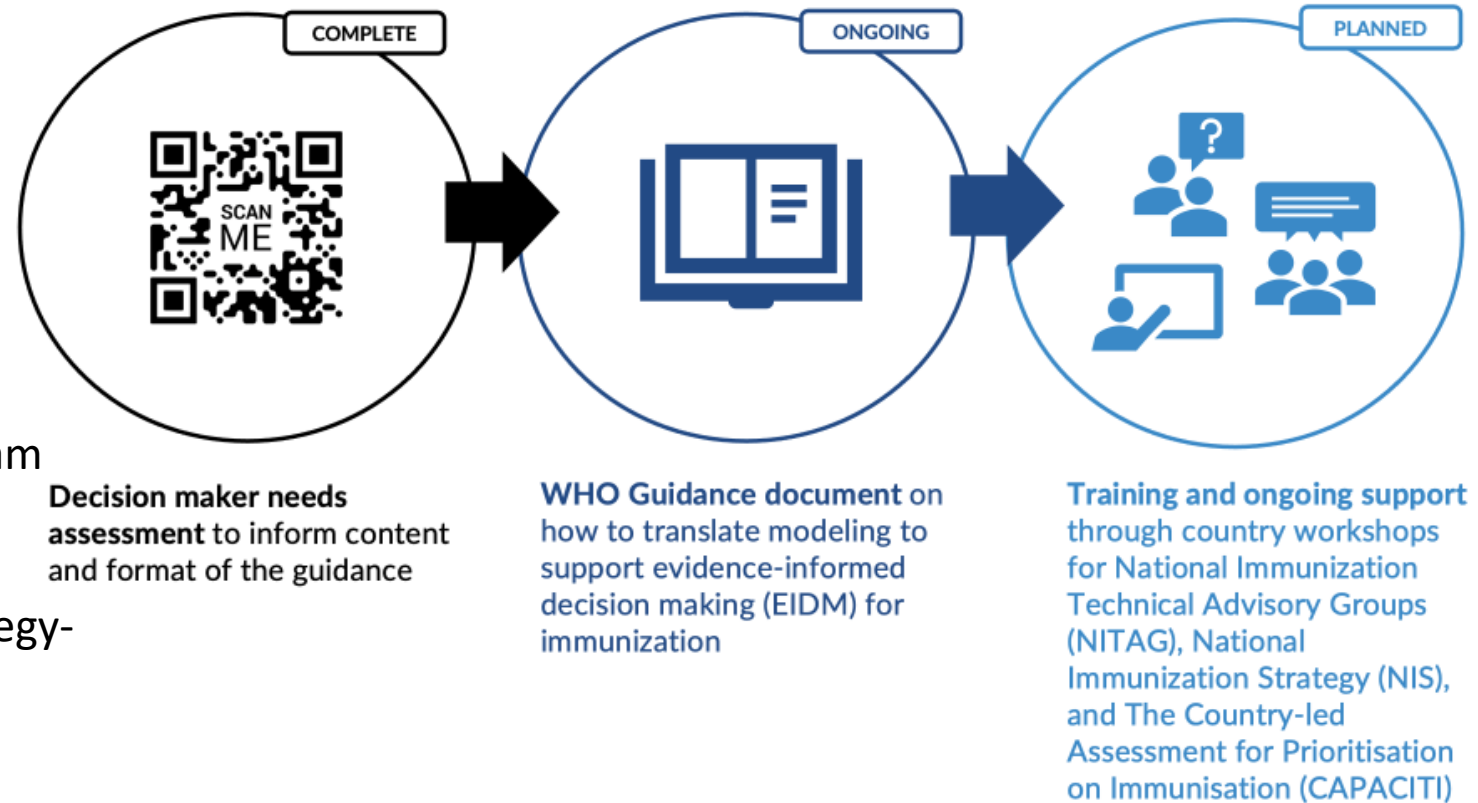 COMPLETE
SCAN
ME
Decision maker needs
assessment to inform content
and format of the guidance
ONGOING
WHO Guidance document on
how to translate modeling to
support evidence-informed
decision making (EIDM) for
immunization
PLANNED
?
Training and ongoing support
through country workshops
for National Immunization
Technical Advisory Groups
(NITAG), National
Immunization Strategy (NIS),
and The Country-led
Assessment for Prioritisation
on Immunisation (CAPACITI)
egy-